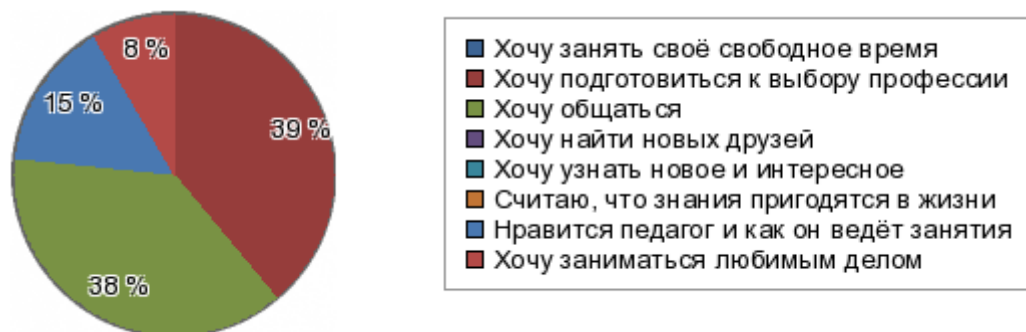 8 %
15 %
39 %
38 %
Хочу занять своё свободное время
Хочу подготовиться к выбору профессии
Хочу общаться
Хочу найти новых друзей
Хочу узнать новое и интересное
Считаю, что знания пригодятся в жизни
Нравится педагог и как он ведёт занятия
Хочу заниматься любимым делом